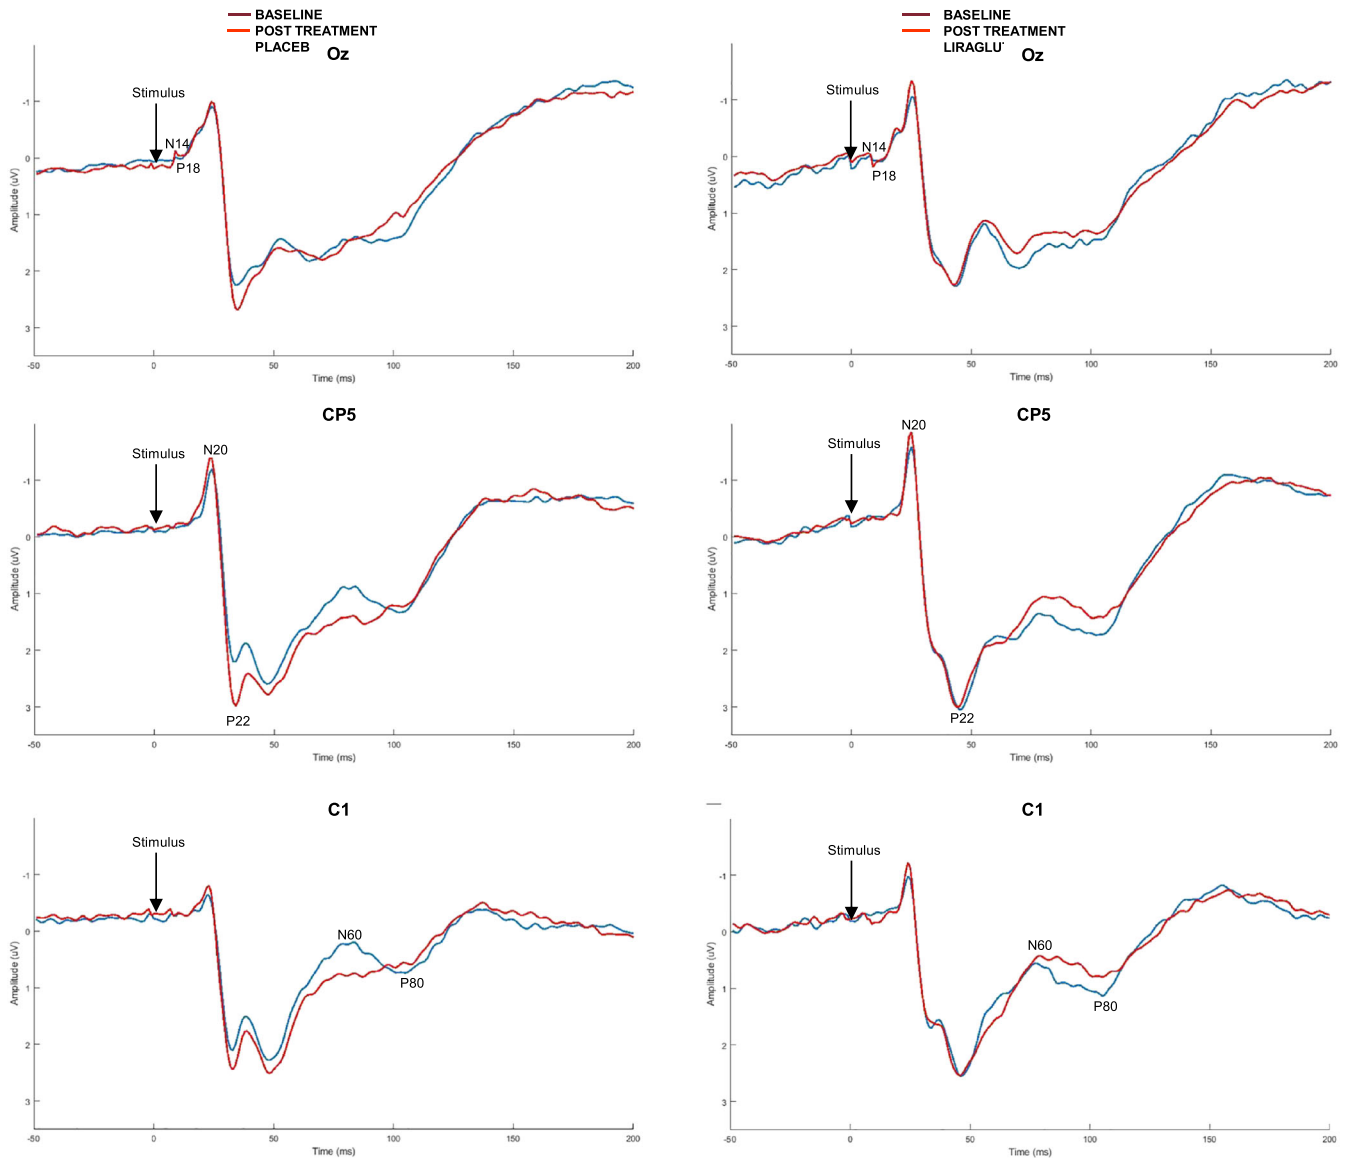 BASELINE
POST TREATMENT
PLACEB
Oz
Stimulus
N14
P18
-1
0
1
2
3
Amplitude (uV)
-50 0 50 100 150 200
Time (ms)
BASELINE
POST TREATMENT
LIRAGLU
Oz
Stimulus
N14
P18
-1
0
1
2
3
Amplitude (uV)
-50 0 50 100 150 200
Time (ms)
CP5
Stimulus
N20
P22
-1
0
1
2
3
Amplitude (uV)
-50 0 50 100 150 200
Time (ms)
CP5
Stimulus
N20
P22
-1
0
1
2
3
Amplitude (uV)
-50 0 50 100 150 200
Time (ms)
C1
Stimulus
N60
P80
-1
0
1
2
3
Amplitude (uV)
-50 0 50 100 150 200
Time (ms)
C1
Stimulus
N60
P80
-1
0
1
2
3
Amplitude (uV)
-50 0 50 100 150 200
Time (ms)